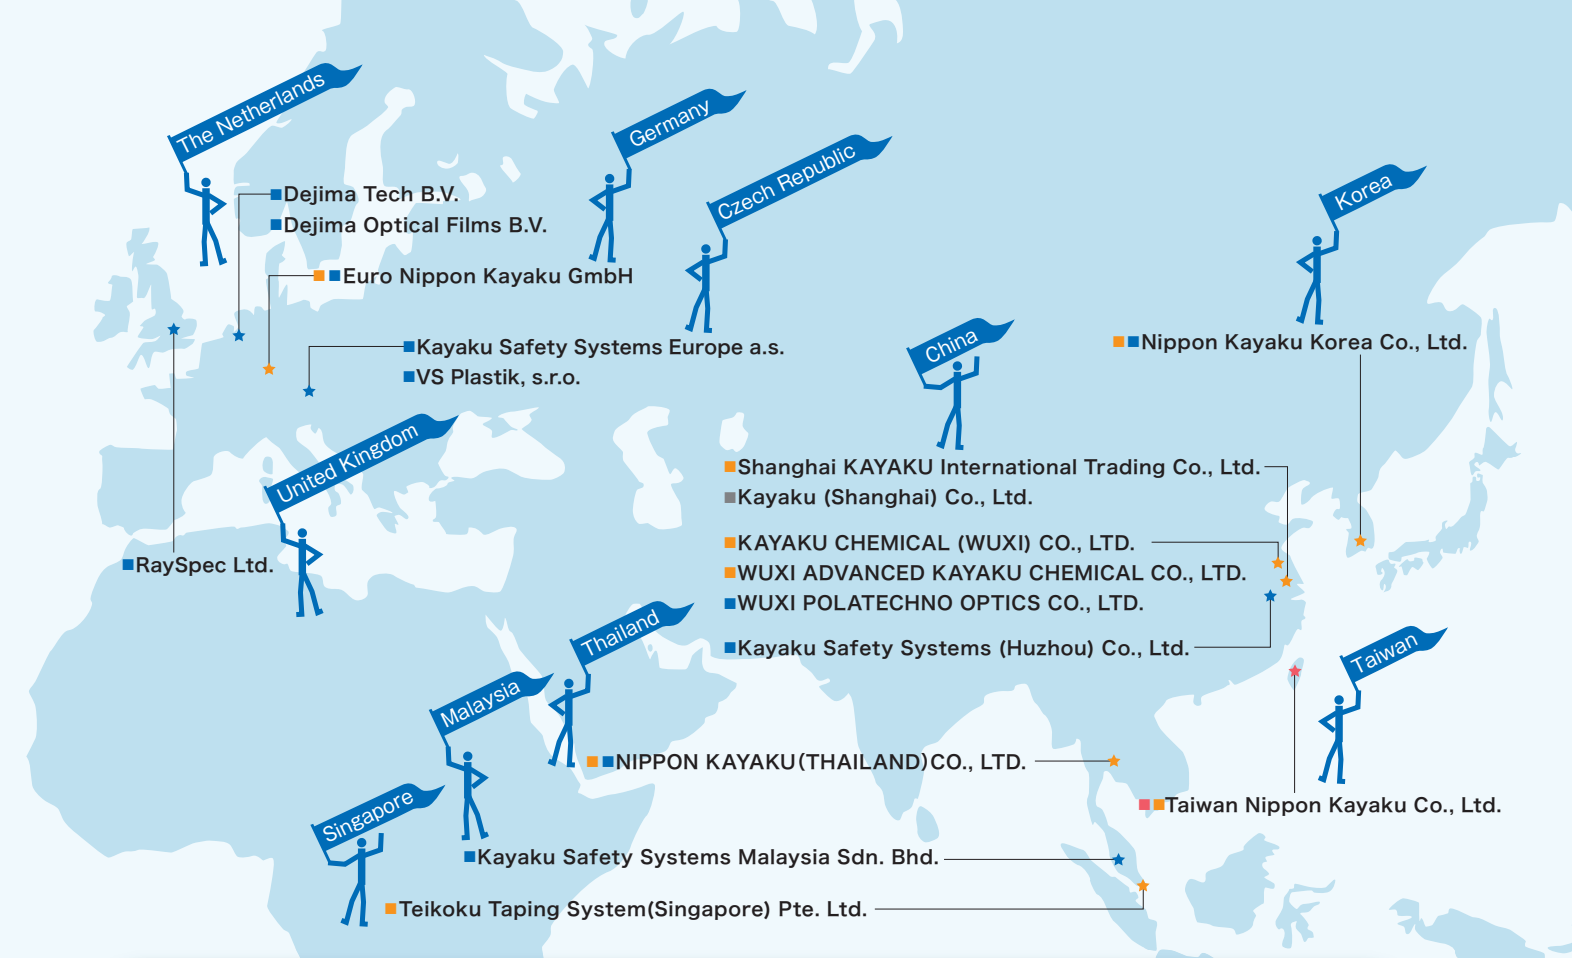 The Netherlands
Dejima Tech B.V.
Dejima Optical Films B.V.
Germany
Euro Nippon Kayaku GmbH
Czech Republic
Kayaku Safety Systems Europe a.s.
VS Plastik, s.r.o.
United Kingdom
RaySpec Ltd.
Korea
Nippon Kayaku Korea Co., Ltd.
China
Shanghai KAYAKU International Trading Co., Ltd.
Kayaku (Shanghai) Co., Ltd.
KAYAKU CHEMICAL (WUXI) CO., LTD.
WUXI ADVANCED KAYAKU CHEMICAL CO., LTD.
WUXI POLATECHNO OPTICS CO., LTD.
Kayaku Safety Systems (Huzhou) Co., Ltd.
Thailand
NIPPON KAYAKU(THAILAND)CO., LTD.
Taiwan
Taiwan Nippon Kayaku Co., Ltd.
Malaysia
Kayaku Safety Systems Malaysia Sdn. Bhd.
Singapore
Teikoku Taping System(Singapore) Pte. Ltd.